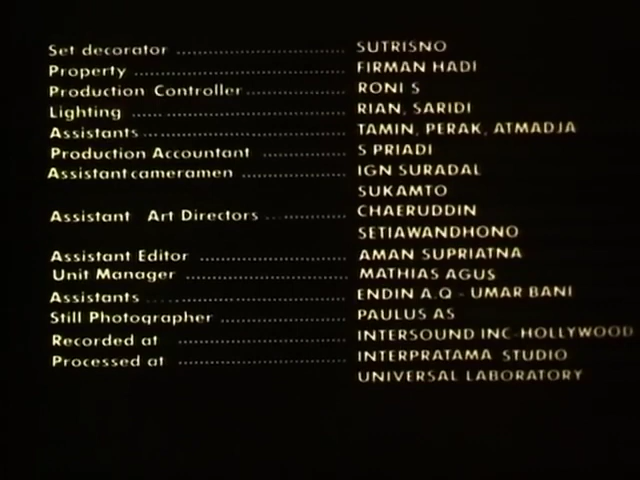 Set decorator ........................... SUTRISNO
Property .................................. FIRMAN HADI
Production Controller ................ RONI S
Lighting .................................. RIAN, SARIDI
Assistants ................................ TAMIN, PERAK, ATMADJA
Production Accountant .............. S PRIADI
Assistant cameramen ................. IGN SURADAL
SUKAMTO
Assistant Art Directors .............. CHAERUDDIN
SETIAWANDHONO
Assistant Editor ........................ AMAN SUPRIATNA
Unit Manager .......................... MATHIAS AGUS
Assistants ................................ ENDIN A.Q - UMAR BANI
Still Photographer .................... PAULUS AS
Recorded at ........................... INTERSOUND INC-HOLLYWOOD
Processed at ........................... INTERPRATAMA STUDIO
UNIVERSAL LABORATORY